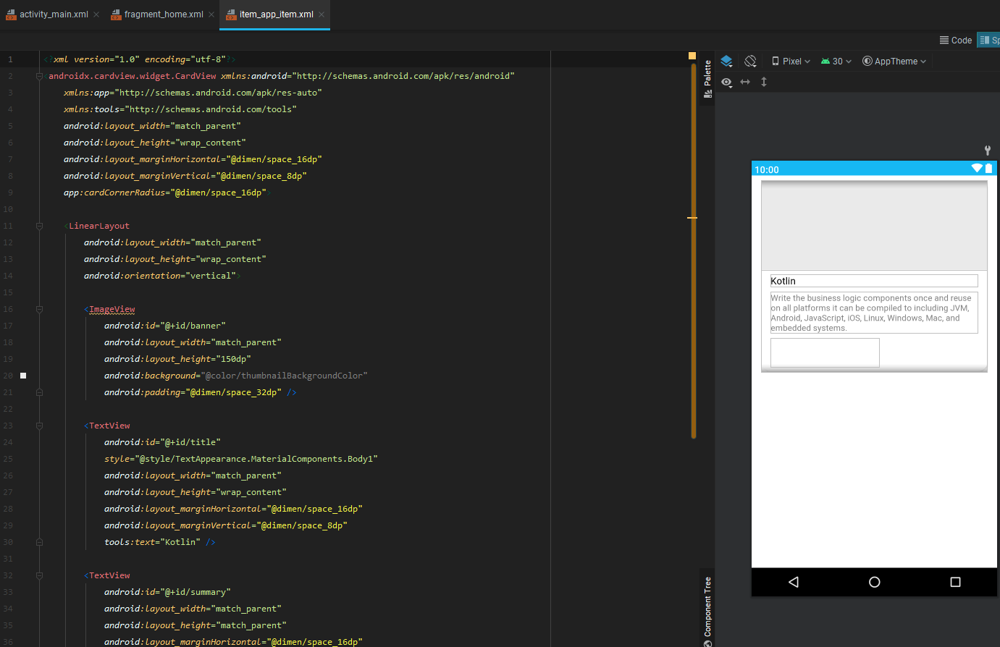 activity_main.xml
fragment_home.xml
item_app_item.xml
Code
Sp
1 <?xml version="1.0" encoding="utf-8"?>
2 <androidx.cardview.widget.CardView xmlns:android="http://schemas.android.com/apk/res/android"
3 xmlns:app="http://schemas.android.com/apk/res-auto"
4 xmlns:tools="http://schemas.android.com/tools"
5 android:layout_width="match_parent"
6 android:layout_height="wrap_content"
7 android:layout_marginHorizontal="@dimen/space_16dp"
8 android:layout_marginVertical="@dimen/space_8dp"
9 app:cardCornerRadius="@dimen/space_16dp">
10
11 <LinearLayout
12 android:layout_width="match_parent"
13 android:layout_height="wrap_content"
14 android:orientation="vertical">
15
16 <ImageView
17 android:id="@+id/banner"
18 android:layout_width="match_parent"
19 android:layout_height="150dp"
20 android:background="@color/thumbnailBackgroundColor"
21 android:padding="@dimen/space_32dp" />
22
23 <TextView
24 android:id="@+id/title"
25 style="@style/TextAppearance.MaterialComponents.Body1"
26 android:layout_width="match_parent"
27 android:layout_height="wrap_content"
28 android:layout_marginHorizontal="@dimen/space_16dp"
29 android:layout_marginVertical="@dimen/space_8dp"
30 tools:text="Kotlin" />
31
32 <TextView
33 android:id="@+id/summary"
34 android:layout_width="match_parent"
35 android:layout_height="match_parent"
36 android:layout_marginHorizontal="@dimen/space_16dp"
Palette
Component Tree
Pixel
30
AppTheme
10:00
Kotlin
Write the business logic components once and reuse
on all platforms it can be compiled to including JVM,
Android, JavaScript, iOS, Linux, Windows, Mac, and
embedded systems.